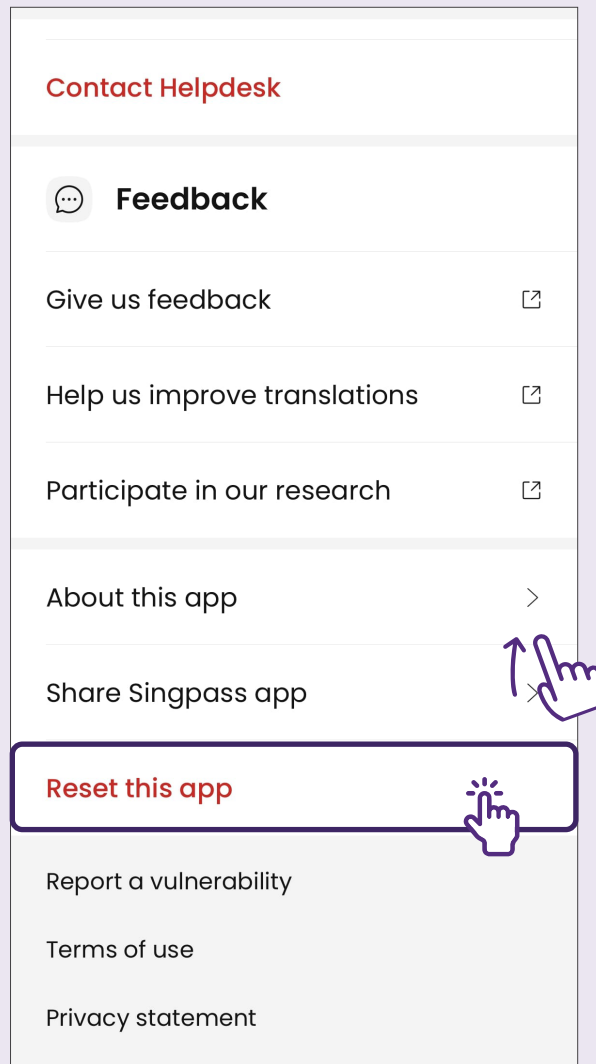 Contact Helpdesk
Feedback
Give us feedback
Help us improve translations
Participate in our research
About this app
Share Singpass app
Reset this app
Report a vulnerability
Terms of use
Privacy statement